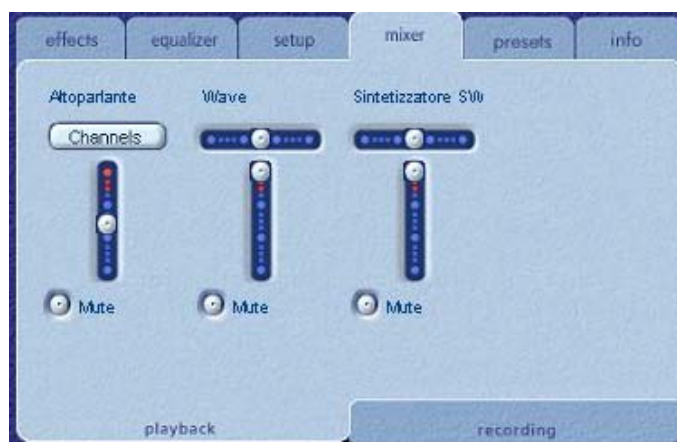 effects equalizer setup mixer presets info
Altoparlante Wave Sintetizzatore SW
Channels
Mute Mute Mute
playback recording